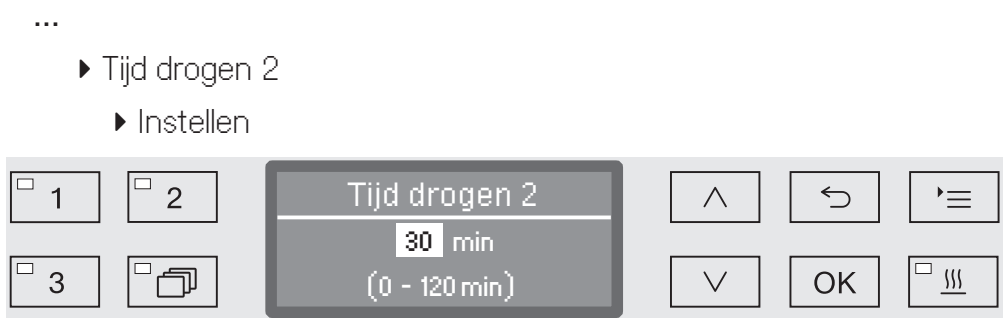 ...
Tijd drogen 2
Instellen
1 2 Tijd drogen 2
30 min
3 (0 - 120 min) OK